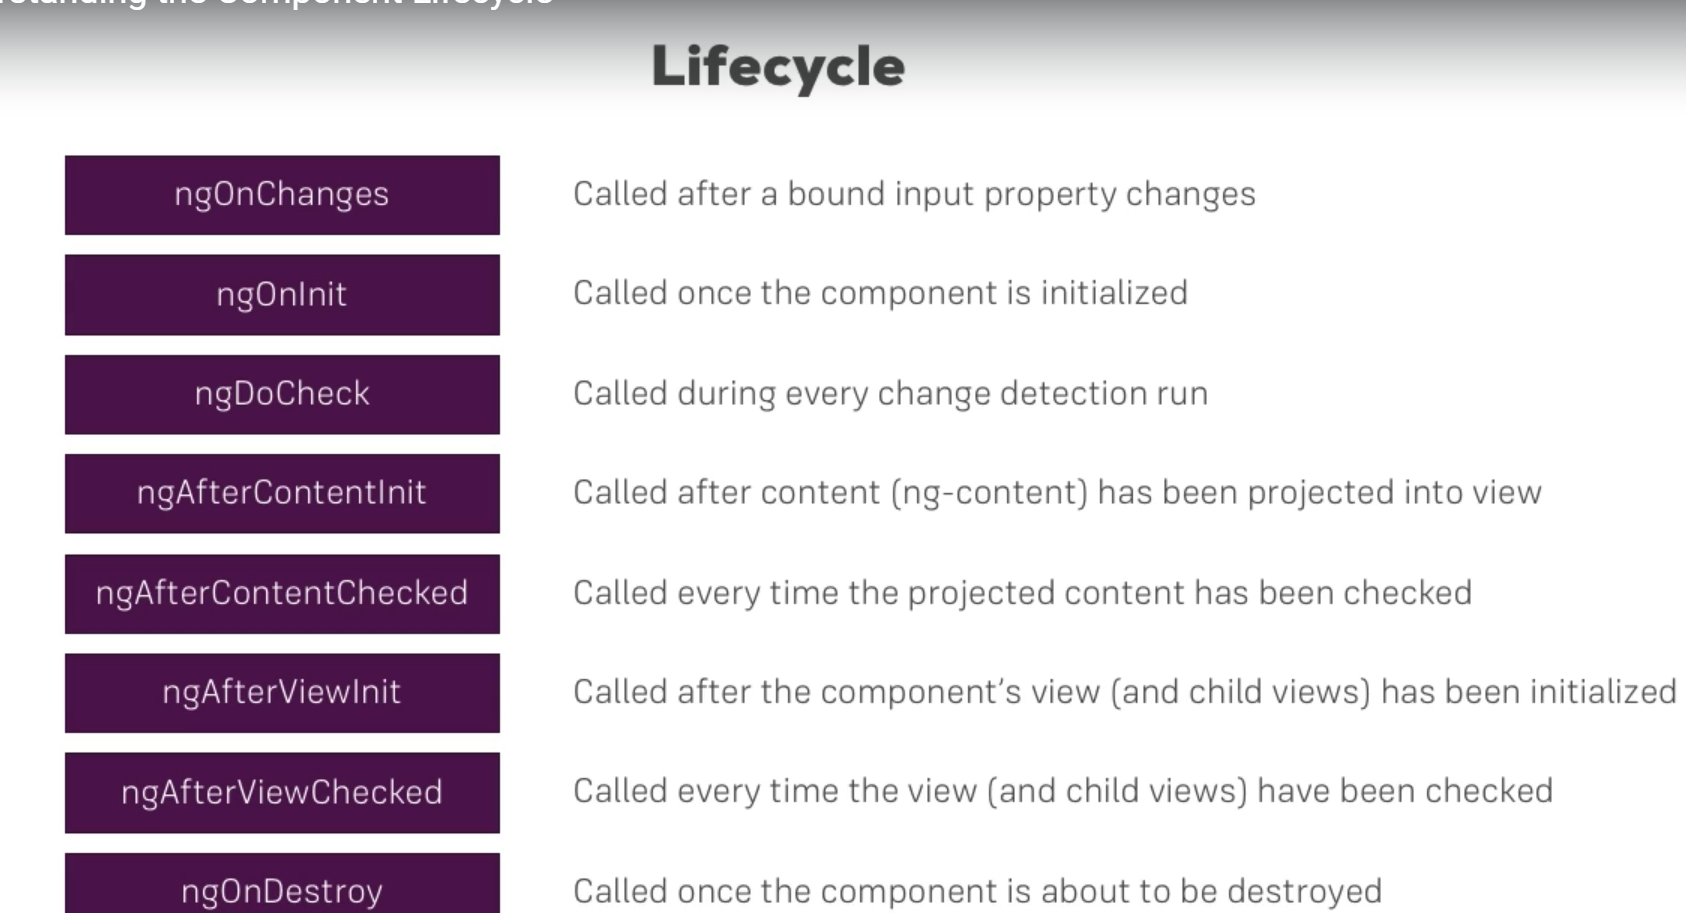 the Component Lifecycle
Lifecycle
ngOnChanges Called after a bound input property changes
ngOnInit Called once the component is initialized
ngDoCheck Called during every change detection run
ngAfterContentInit Called after content (ng-content) has been projected into view
ngAfterContentChecked Called every time the projected content has been checked
ngAfterViewInit Called after the component’s view (and child views) has been initialized
ngAfterViewChecked Called every time the view (and child views) have been checked
ngOnDestroy Called once the component is about to be destroyed